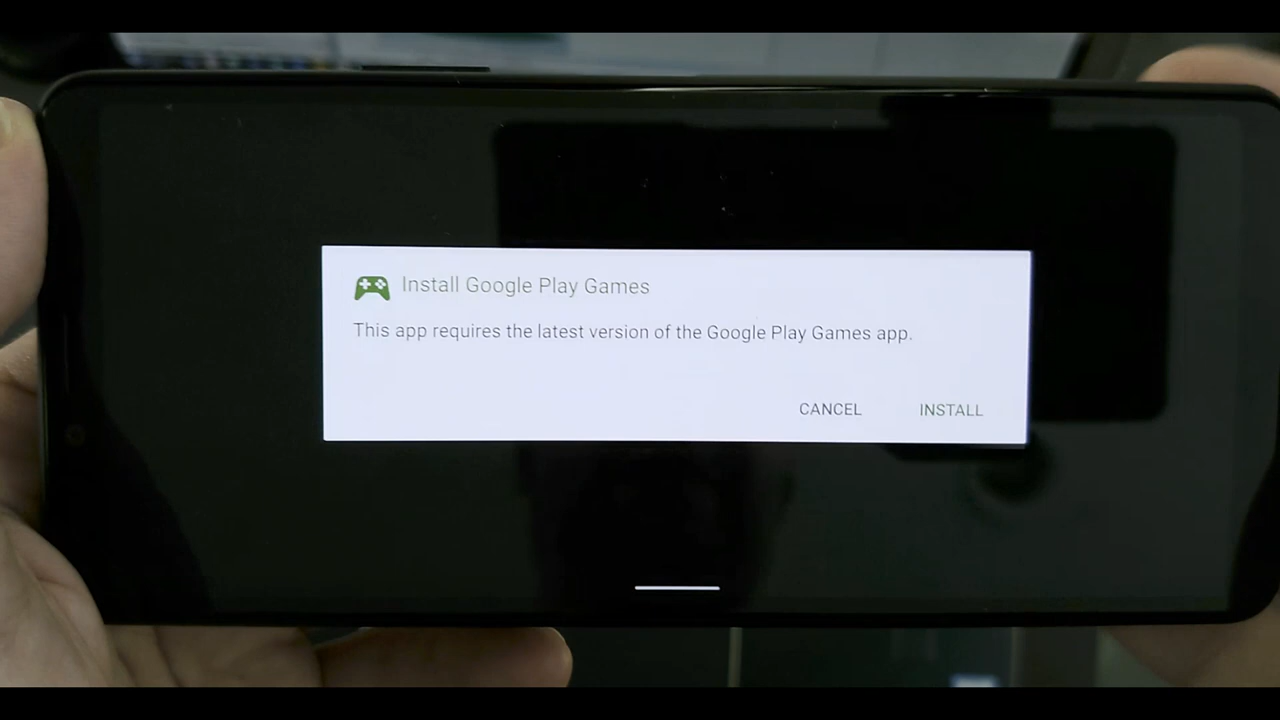 Install Google Play Games
This app requires the latest version of the Google Play Games app.
CANCEL INSTALL